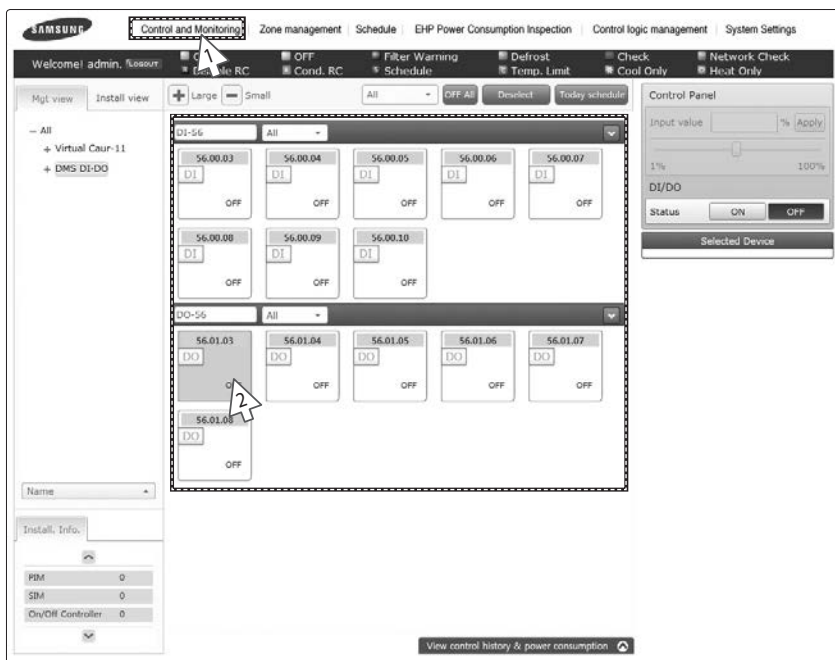 SAMSUNG
Control and Monitoring Zone management Schedule EHP Power Consumption Inspection Control logic management System Settings
Welcome! admin. LOGOUT
OFF Filter Warning Defrost Check Network Check
RC Cond. RC Schedule Temp. Limit Cool Only Heat Only
Mgt view Install view
Large Small All OFF All Deselect Today schedule
Control Panel
− All
+ Virtual Caur-11
+ DMS DI-DO
DI-56 All
56.00.03 56.00.04 56.00.05 56.00.06 56.00.07
DI DI DI DI DI
OFF OFF OFF OFF OFF
56.00.08 56.00.09 56.00.10
DI DI DI
OFF OFF OFF
DO-56 All
56.01.03 56.01.04 56.01.05 56.01.06 56.01.07
DO DO DO DO DO
OFF OFF OFF OFF
2
56.01.08
DO
OFF
Input value % Apply
1% 100%
DI/DO
Status ON OFF
Selected Device
Name
Install. Info.
PIM 0
SIM 0
On/Off Controller 0
View control history & power consumption